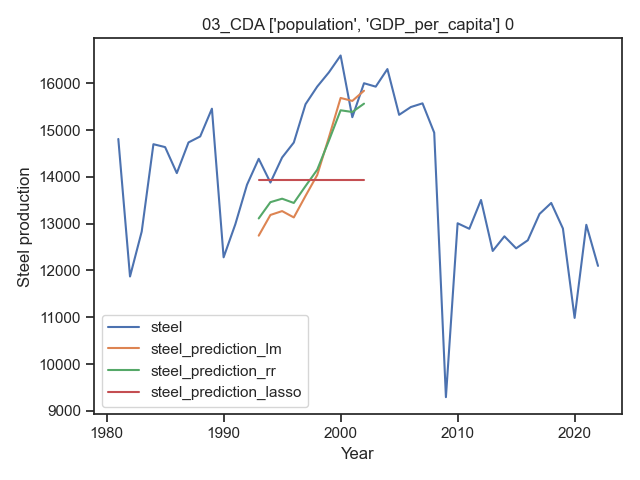 03_CDA ['population', 'GDP_per_capita'] 0
16000
15000
14000
13000
12000
11000
10000
9000
Steel production
steel
steel_prediction_lm
steel_prediction_rr
steel_prediction_lasso
1980 1990 2000 2010 2020
Year